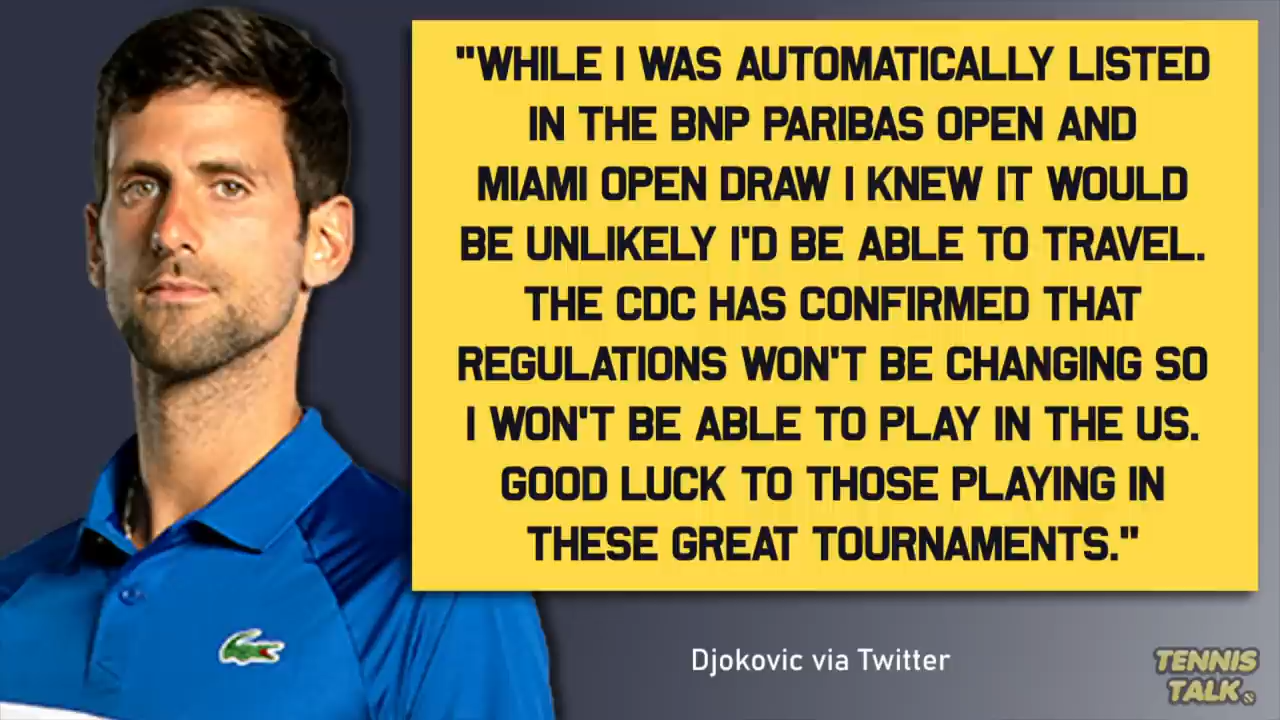 "WHILE I WAS AUTOMATICALLY LISTED
IN THE BNP PARIBAS OPEN AND
MIAMI OPEN DRAW I KNEW IT WOULD
BE UNLIKELY I'D BE ABLE TO TRAVEL.
THE CDC HAS CONFIRMED THAT
REGULATIONS WON'T BE CHANGING SO
I WON'T BE ABLE TO PLAY IN THE US.
GOOD LUCK TO THOSE PLAYING IN
THESE GREAT TOURNAMENTS."
Djokovic via Twitter
TENNIS
TALK